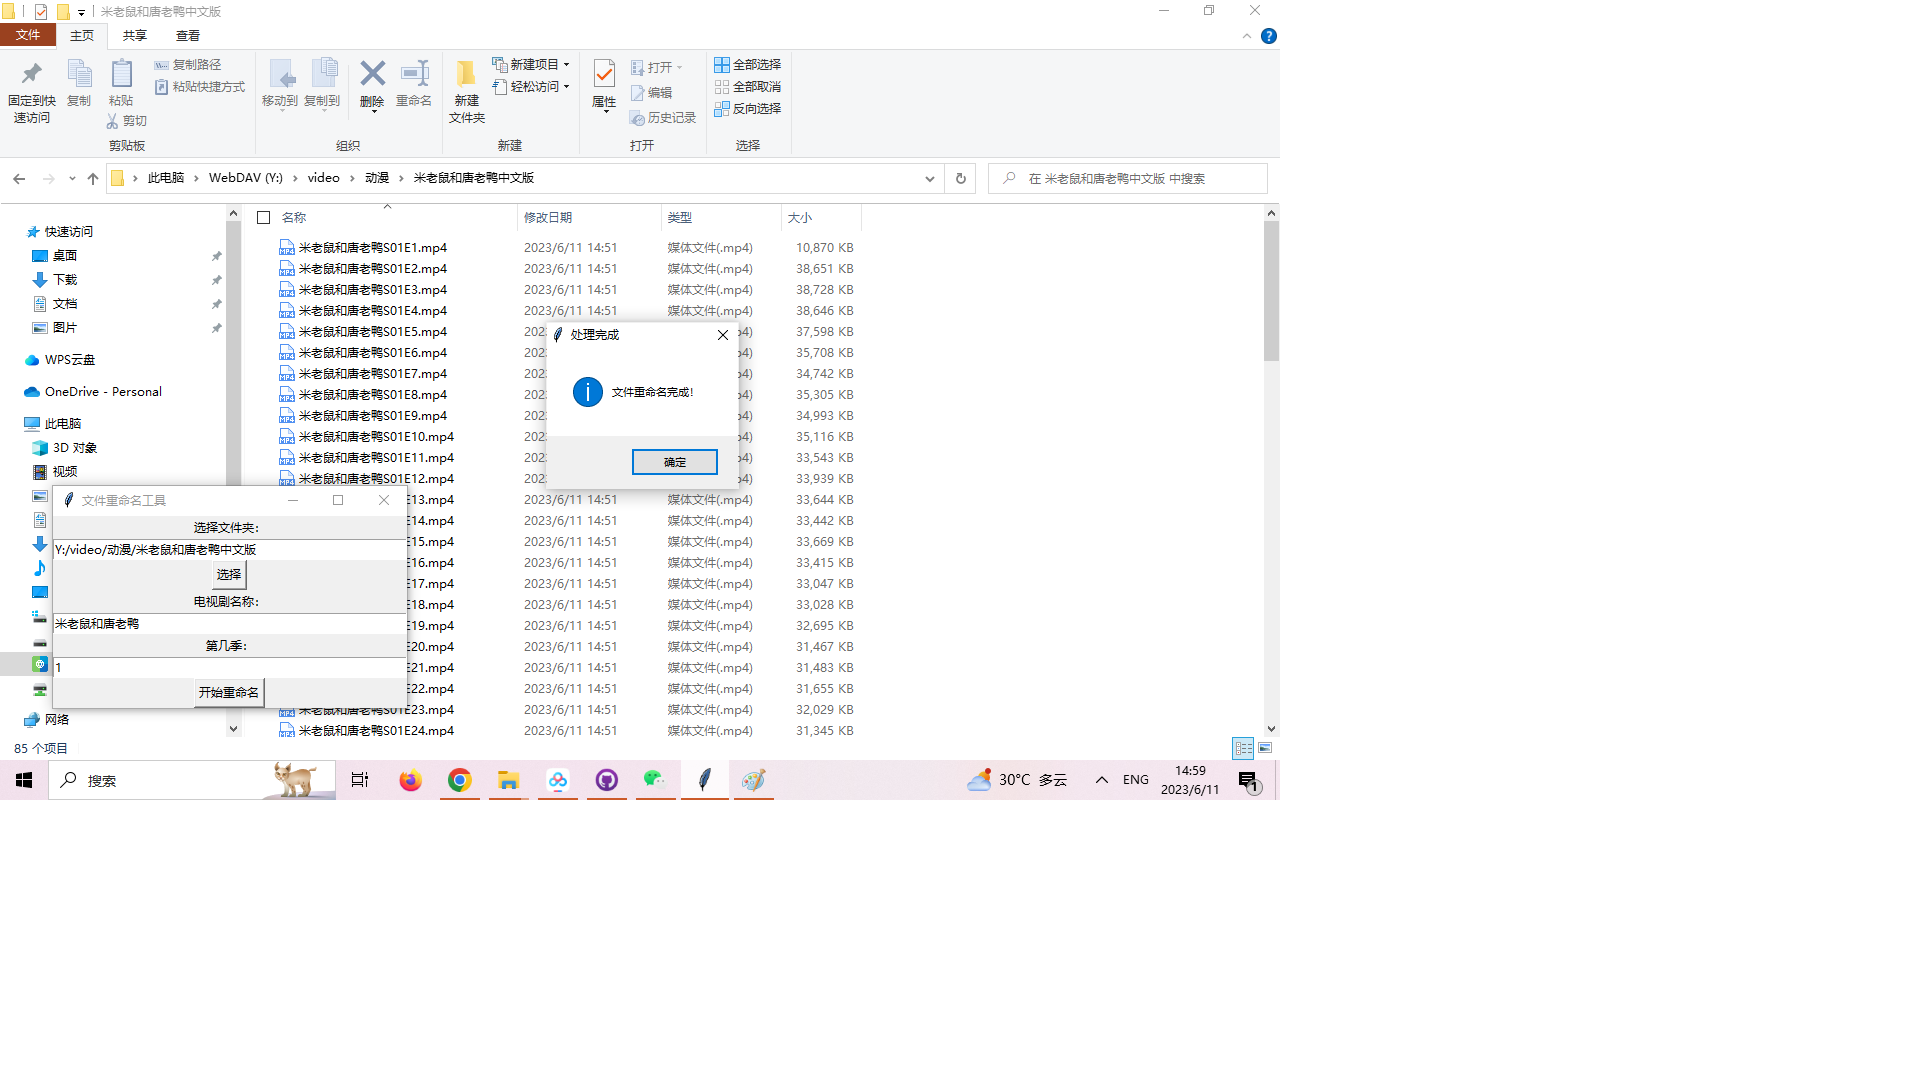 米老鼠和唐老鸭中文版
文件 主页 共享 查看
固定到快速访问
复制
粘贴
复制路径
粘贴快捷方式
剪切
剪贴板
移动到
复制到
删除
重命名
组织
新建
文件夹
新建项目
轻松访问
新建
属性
打开
编辑
历史记录
打开
全部选择
全部取消
反向选择
选择
此电脑 > WebDAV (Y:) > video > 动漫 > 米老鼠和唐老鸭中文版
在 米老鼠和唐老鸭中文版 中搜索
快速访问
桌面
下载
文档
图片
WPS云盘
OneDrive - Personal
此电脑
3D 对象
视频
网络
名称 修改日期 类型 大小
米老鼠和唐老鸭S01E1.mp4 2023/6/11 14:51 媒体文件(.mp4) 10,870 KB
米老鼠和唐老鸭S01E2.mp4 2023/6/11 14:51 媒体文件(.mp4) 38,651 KB
米老鼠和唐老鸭S01E3.mp4 2023/6/11 14:51 媒体文件(.mp4) 38,728 KB
米老鼠和唐老鸭S01E4.mp4 2023/6/11 14:51 媒体文件(.mp4) 38,646 KB
米老鼠和唐老鸭S01E5.mp4 202 p4) 37,598 KB
米老鼠和唐老鸭S01E6.mp4 202 p4) 35,708 KB
米老鼠和唐老鸭S01E7.mp4 202 p4) 34,742 KB
米老鼠和唐老鸭S01E8.mp4 202 p4) 35,305 KB
米老鼠和唐老鸭S01E9.mp4 202 p4) 34,993 KB
米老鼠和唐老鸭S01E10.mp4 202 p4) 35,116 KB
米老鼠和唐老鸭S01E11.mp4 202 p4) 33,543 KB
米老鼠和唐老鸭S01E12.mp4 202 p4) 33,939 KB
E13.mp4 2023/6/11 14:51 媒体文件(.mp4) 33,644 KB
E14.mp4 2023/6/11 14:51 媒体文件(.mp4) 33,442 KB
E15.mp4 2023/6/11 14:51 媒体文件(.mp4) 33,669 KB
E16.mp4 2023/6/11 14:51 媒体文件(.mp4) 33,415 KB
E17.mp4 2023/6/11 14:51 媒体文件(.mp4) 33,047 KB
E18.mp4 2023/6/11 14:51 媒体文件(.mp4) 33,028 KB
E19.mp4 2023/6/11 14:51 媒体文件(.mp4) 32,695 KB
E20.mp4 2023/6/11 14:51 媒体文件(.mp4) 31,467 KB
E21.mp4 2023/6/11 14:51 媒体文件(.mp4) 31,483 KB
E22.mp4 2023/6/11 14:51 媒体文件(.mp4) 31,655 KB
米老鼠和唐老鸭S01E23.mp4 2023/6/11 14:51 媒体文件(.mp4) 32,029 KB
米老鼠和唐老鸭S01E24.mp4 2023/6/11 14:51 媒体文件(.mp4) 31,345 KB
处理完成
文件重命名完成!
确定
文件重命名工具
选择文件夹:
Y:/video/动漫/米老鼠和唐老鸭中文版
选择
电视剧名称:
米老鼠和唐老鸭
第几季:
1
开始重命名
85 个项目
搜索
30°C 多云
ENG
14:59
2023/6/11
1